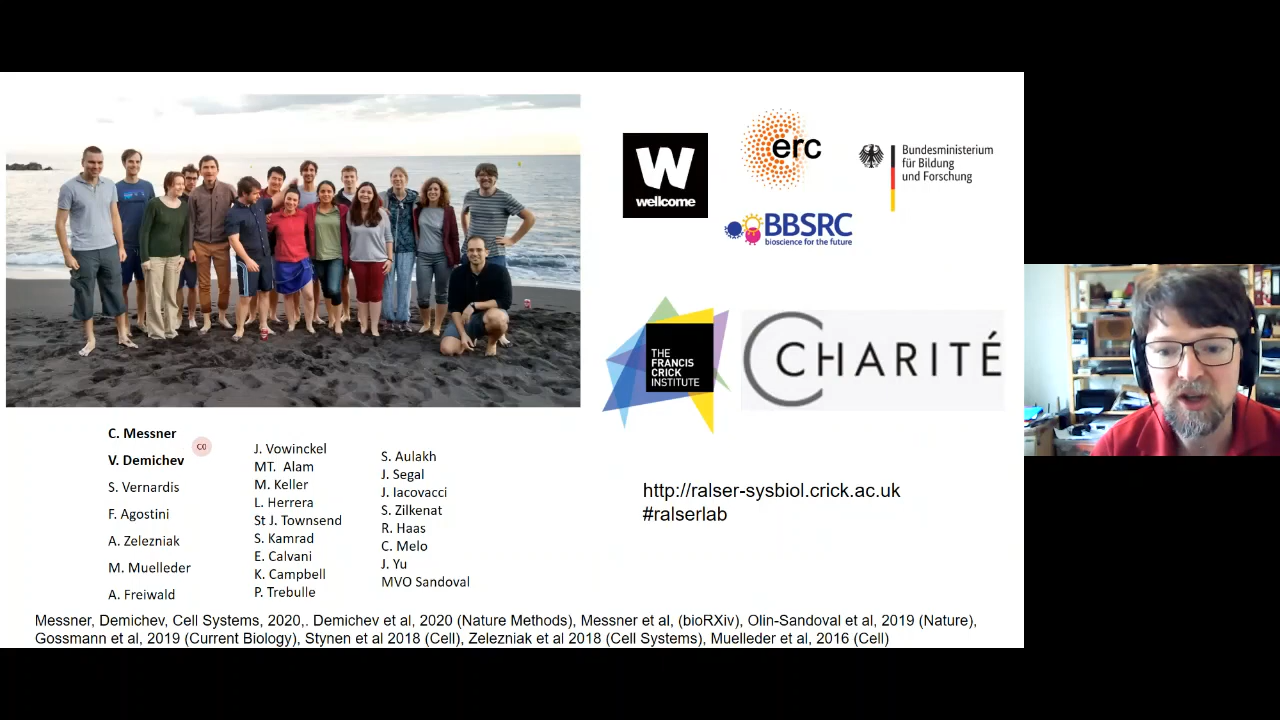 wellcome
erc
Bundesministerium
für Bildung
und Forschung
BBSRC
bioscience for the future
THE
FRANCIS
CRICK
INSTITUTE
CHARITÉ
C. Messner
V. Demichev
S. Vernardis
F. Agostini
A. Zelezniak
M. Muelleder
A. Freiwald
J. Vowinckel
MT. Alam
M. Keller
L. Herrera
St J. Townsend
S. Kamrad
E. Calvani
K. Campbell
P. Trebulle
S. Aulakh
J. Segal
J. Iacovacci
S. Zilkenat
R. Haas
C. Melo
J. Yu
MVO Sandoval
http://ralser-sysbiol.crick.ac.uk
#ralserlab
Messner, Demichev, Cell Systems, 2020,. Demichev et al, 2020 (Nature Methods), Messner et al, (bioRXiv), Olin-Sandoval et al, 2019 (Nature),
Gossmann et al, 2019 (Current Biology), Stynen et al 2018 (Cell), Zelezniak et al 2018 (Cell Systems), Muelleder et al, 2016 (Cell)